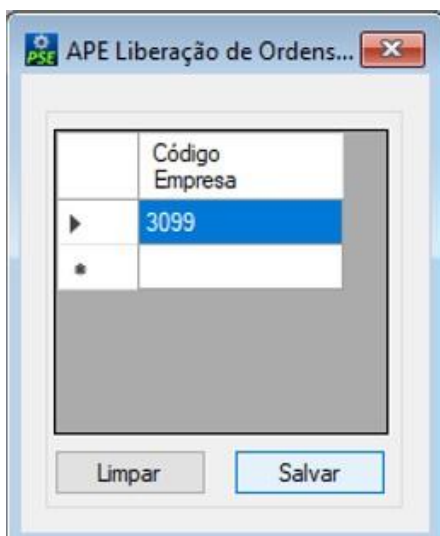 PSE
APE Liberação de Ordens...
Código
Empresa
3099
Limpar
Salvar